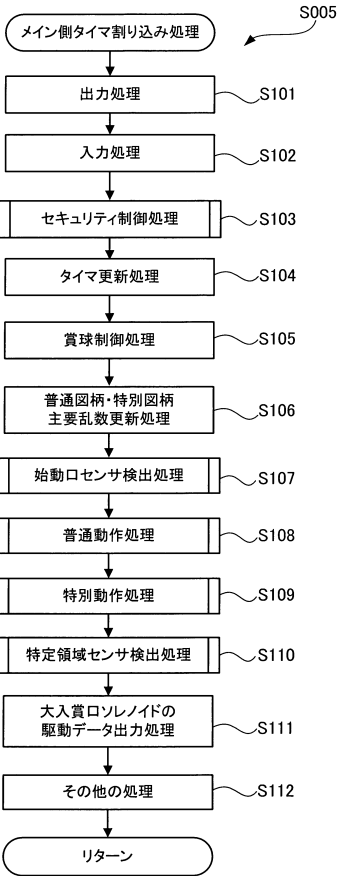 S005
メイン側タイマ割り込み処理
出力処理 S101
入力処理 S102
セキュリティ制御処理 S103
タイマ更新処理 S104
賞球制御処理 S105
普通図柄・特別図柄
主要乱数更新処理 S106
始動口センサ検出処理 S107
普通動作処理 S108
特別動作処理 S109
特定領域センサ検出処理 S110
大入賞口ソレノイドの
駆動データ出力処理 S111
その他の処理 S112
リターン